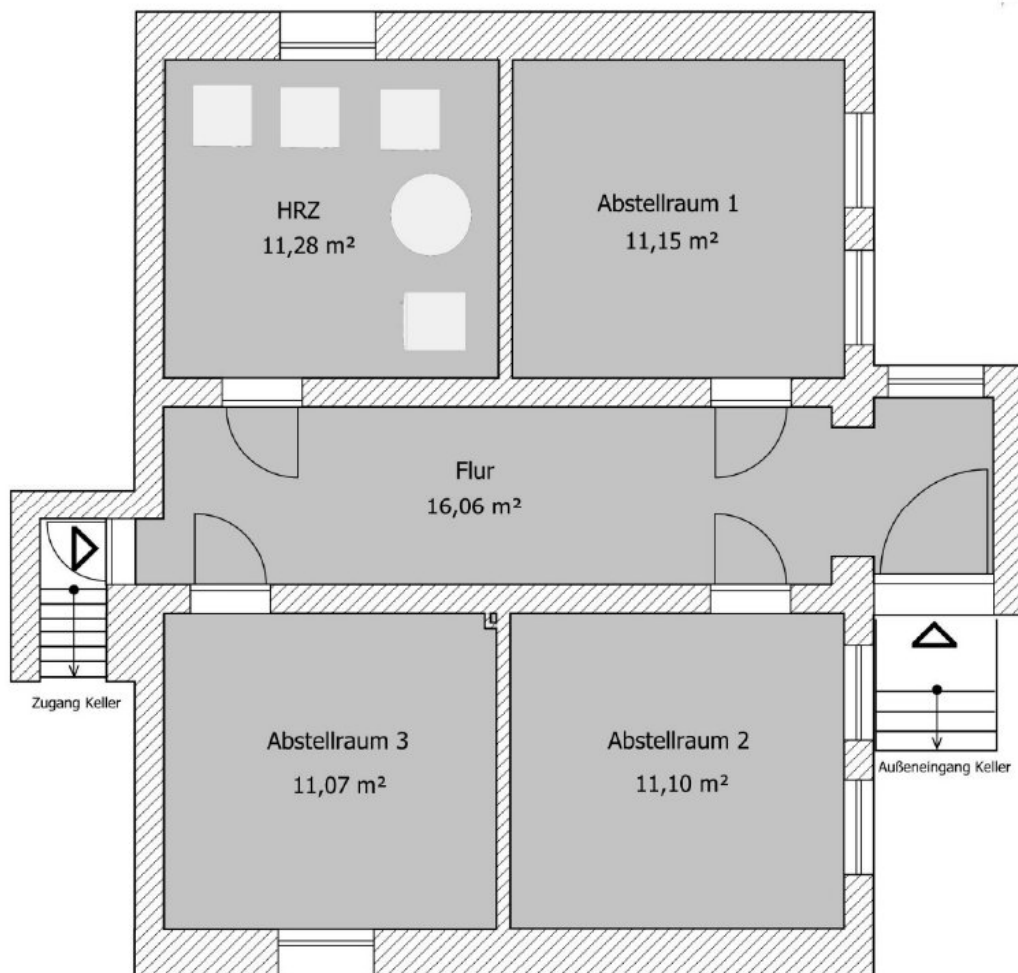 HRZ
11,28 m²
Abstellraum 1
11,15 m²
Flur
16,06 m²
Zugang Keller
Abstellraum 3
11,07 m²
Abstellraum 2
11,10 m²
Außeneingang Keller